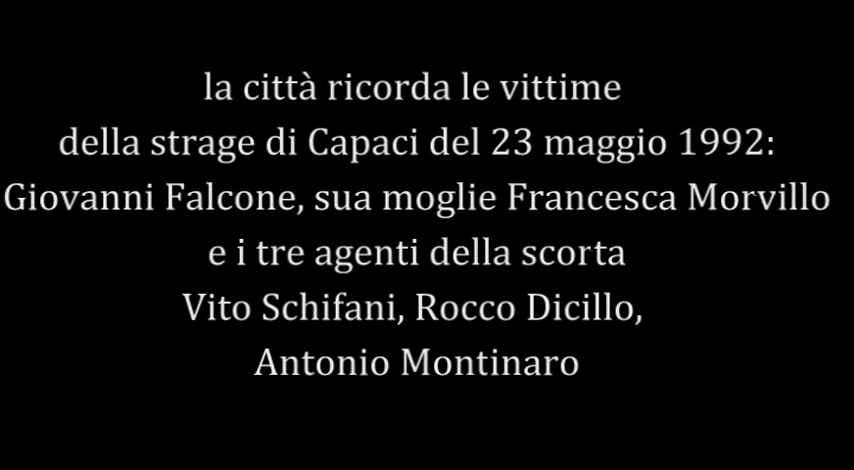 la città ricorda le vittime
della strage di Capaci del 23 maggio 1992:
Giovanni Falcone, sua moglie Francesca Morvillo
e i tre agenti della scorta
Vito Schifani, Rocco Dicillo,
Antonio Montinaro